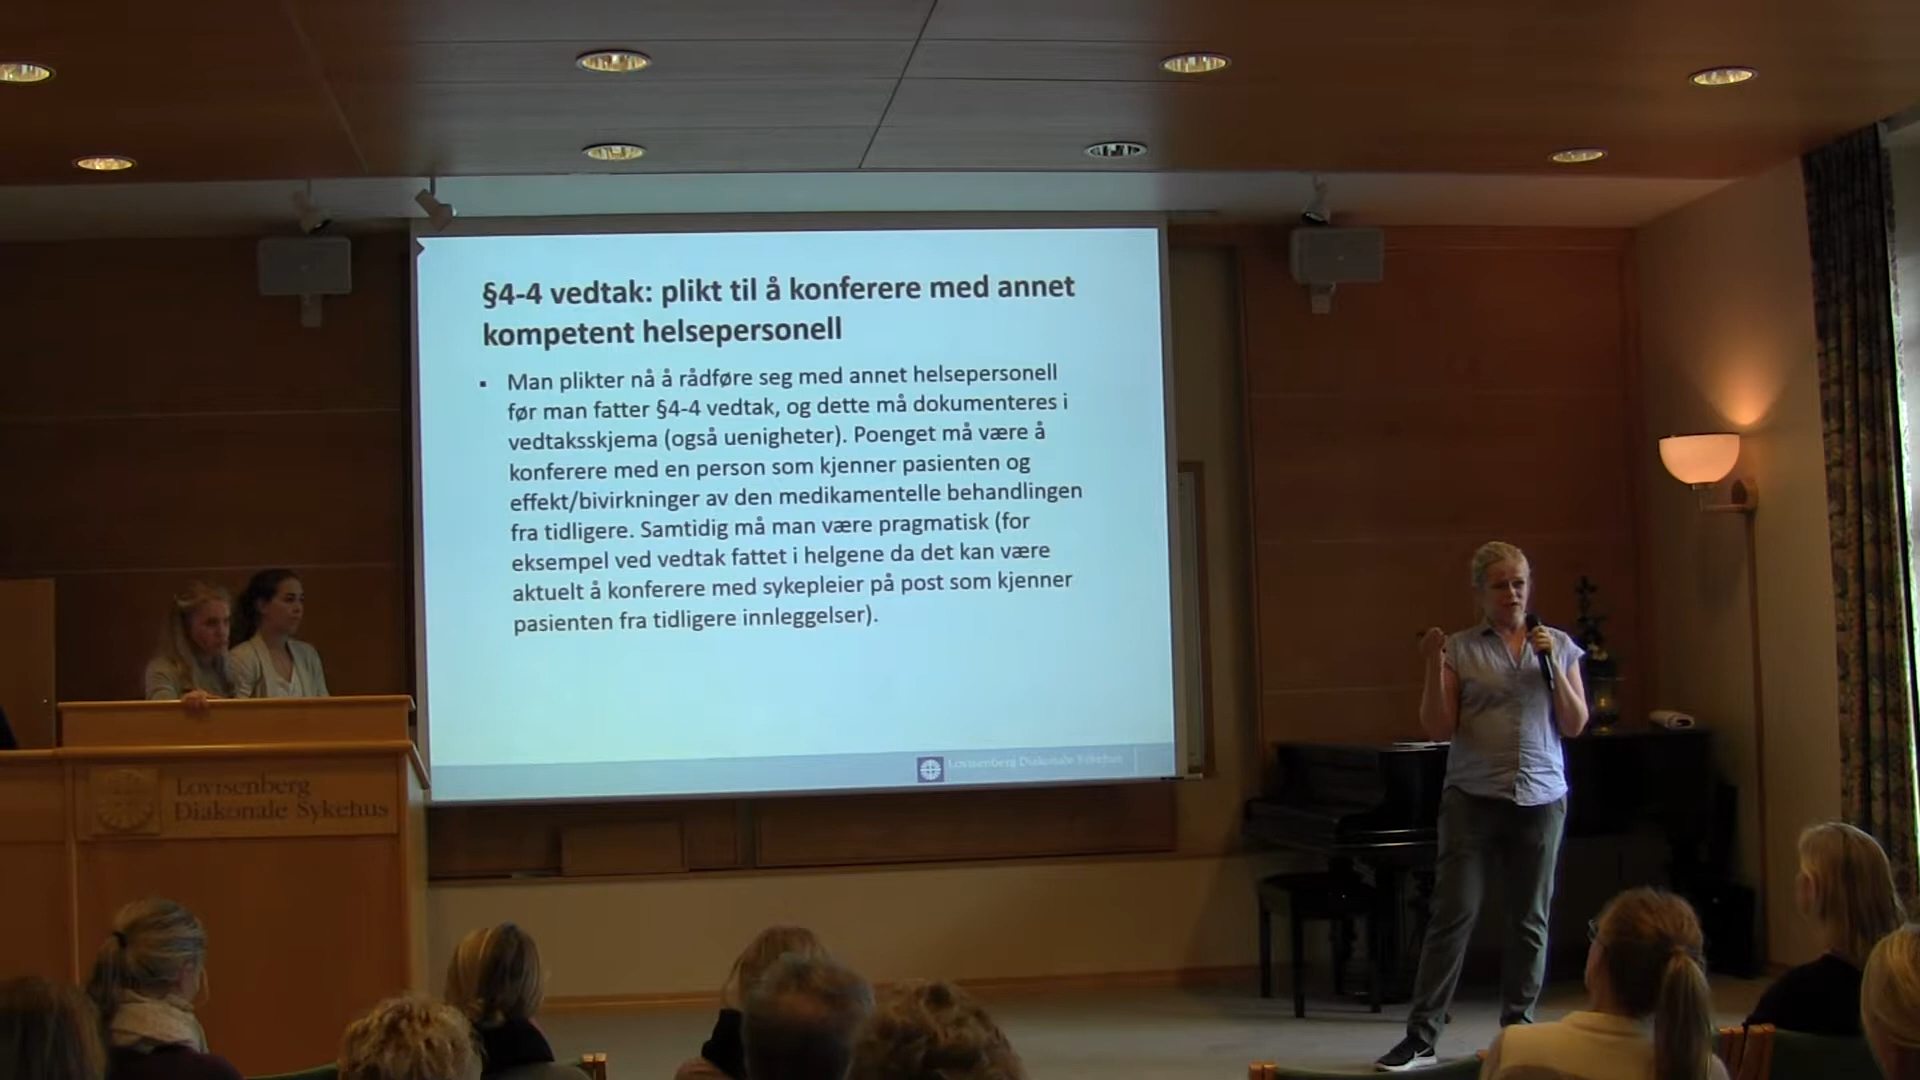 §4-4 vedtak: plikt til å konferere med annet
kompetent helsepersonell
▪ Man plikter nå å rådføre seg med annet helsepersonell
før man fatter §4-4 vedtak, og dette må dokumenteres i
vedtaksskjema (også uenigheter). Poenget må være å
konferere med en person som kjenner pasienten og
effekt/bivirkninger av den medikamentelle behandlingen
fra tidligere. Samtidig må man være pragmatisk (for
eksempel ved vedtak fattet i helgene da det kan være
aktuelt å konferere med sykepleier på post som kjenner
pasienten fra tidligere innleggelser).
Lovisenberg Diakonale Sykehus
Lovisenberg
Diakonale Sykehus